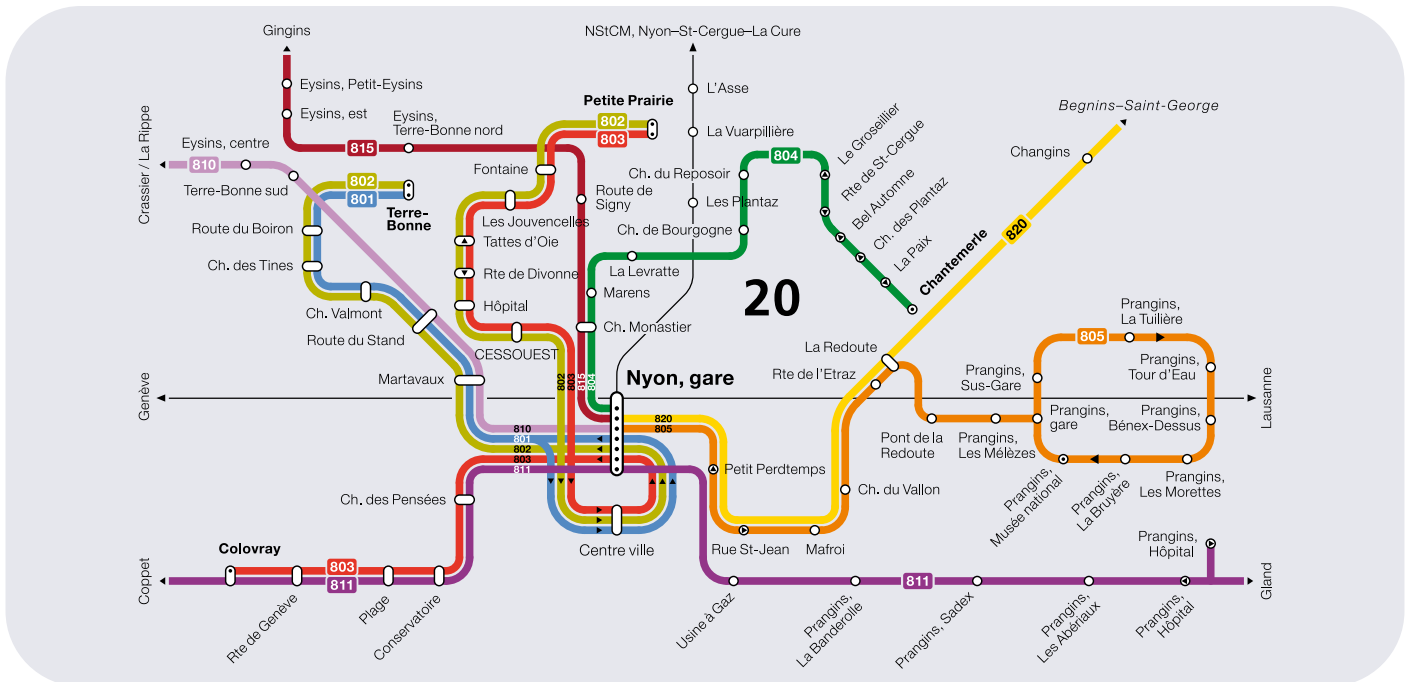 Gingins
NStCM, Nyon–St-Cergue–La Cure
Eysins, Petit-Eysins
Eysins, est
Eysins,
Terre-Bonne nord
815
Crassier / La Rippe
Eysins, centre
810
Terre-Bonne sud
802
801
Terre-
Bonne
Route du Boiron
Ch. des Tines
Ch. Valmont
Route du Stand
Martavaux
Petite Prairie
802
803
Fontaine
Les Jouvencelles
Tattes d’Oie
Rte de Divonne
Hôpital
CESSOUEST
Route de
Signy
L’Asse
La Vuarpillière
Les Plantaz
Ch. du Reposoir
Ch. de Bourgogne
804
La Levratte
Marens
Ch. Monastier
Le Groseillier
Rte de St-Cergue
Bel Automne
Ch. des Plantaz
La Paix
20
Begnins–Saint-George
Changins
820
Chantemerle
La Redoute
Rte de l’Etraz
Nyon, gare
802
803
815
804
810
801
802
803
811
820
805
Genève
Lausanne
Prangins,
La Tuilière
805
Prangins,
Sus-Gare
Prangins,
Tour d’Eau
Prangins,
gare
Prangins,
Bénex-Dessus
Pont de la
Redoute
Prangins,
Les Mélèzes
Prangins,
Musée national
Prangins,
La Bruyère
Prangins,
Les Morettes
Petit Perdtemps
Ch. du Vallon
Rue St-Jean
Mafroi
Ch. des Pensées
Centre ville
Colovray
803
811
Coppet
Rte de Genève
Plage
Conservatoire
Usine à Gaz
Prangins,
La Banderolle
811
Prangins, Sadex
Prangins,
Les Abériaux
Prangins,
Hôpital
Prangins,
Hôpital
Gland